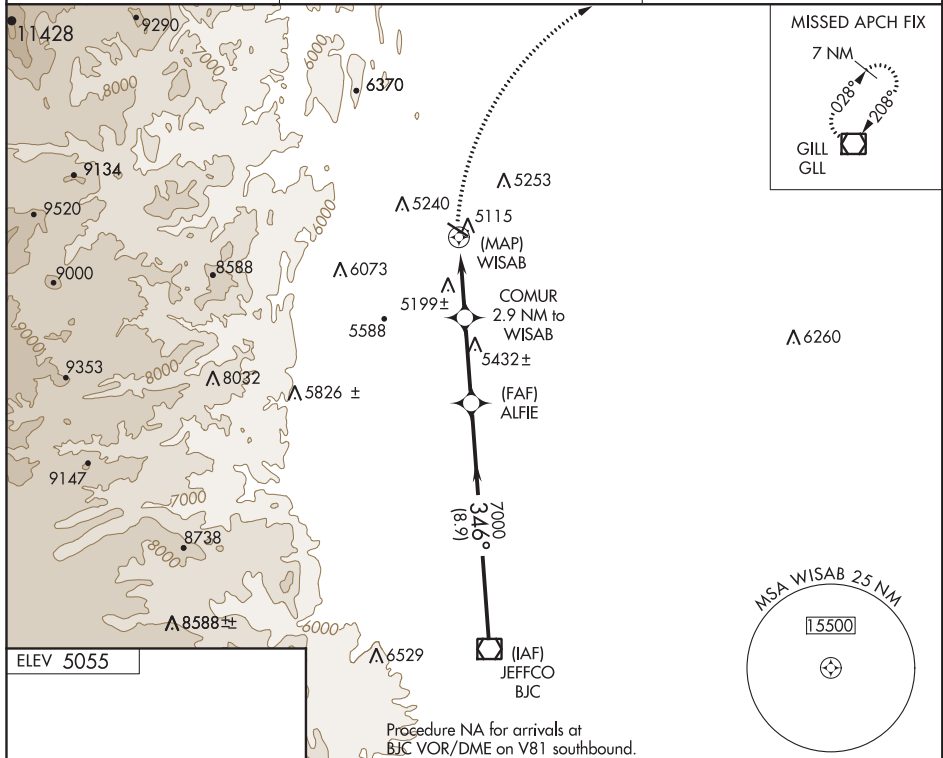 11428
9290
6000
7000
8000
6370
MISSED APCH FIX
7 NM
028°
208°
GILL
GLL
9134
9520
5240
5253
5115
6000
(MAP)
WISAB
9000
8588
6073
5199±
COMUR
2.9 NM to
WISAB
5588
9000
5432±
6260
9353
8000
8032
5826 ±
(FAF)
ALFIE
9147
7000
7000
346°
(8.9)
8738
8000
MSA WISAB 25 NM
15500
8588±±
6000
6529
ELEV 5055
(IAF)
JEFFCO
BJC
Procedure NA for arrivals at
BJC VOR/DME on V81 southbound.